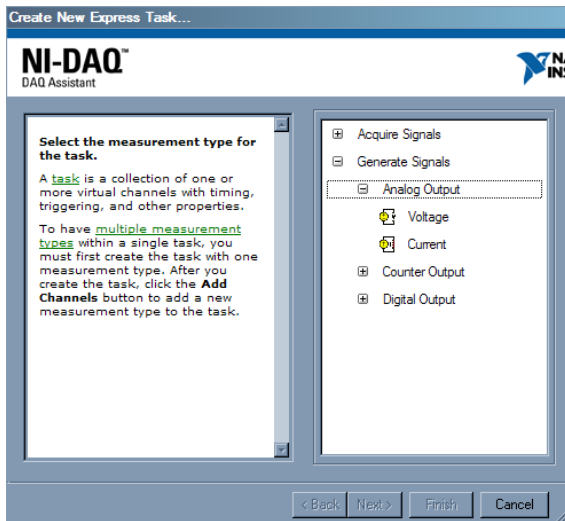 Create New Express Task...
NI-DAQ™
DAQ Assistant
Select the measurement type for
the task.
A task is a collection of one or
more virtual channels with timing,
triggering, and other properties.
To have multiple measurement
types within a single task, you
must first create the task with one
measurement type. After you
create the task, click the Add
Channels button to add a new
measurement type to the task.
Acquire Signals
Generate Signals
Analog Output
Voltage
Current
Counter Output
Digital Output
< Back Next > Finish Cancel